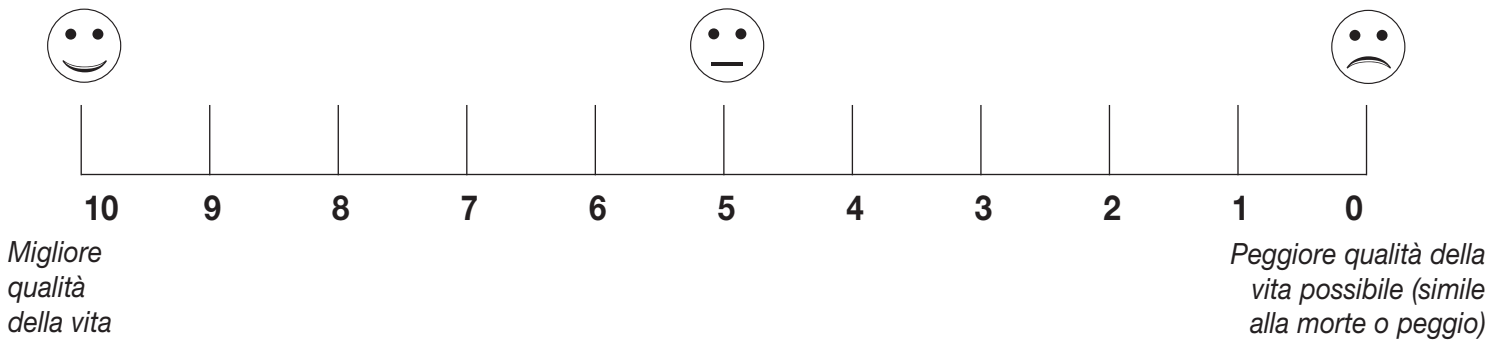 10 9 8 7 6 5 4 3 2 1 0
Migliore
qualità
della vita
Peggiore qualità della
vita possibile (simile
alla morte o peggio)